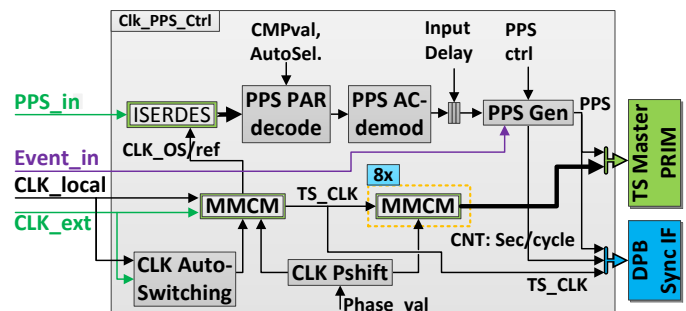 Clk_PPS_Ctrl
CMPval,
AutoSel.
Input
Delay
PPS
ctrl
PPS_in
ISERDES
PPS PAR
decode
PPS AC-
demod
PPS Gen
PPS
TS Master
PRIM
Event_in
CLK_OS/ref
CLK_local
8x
MMCM
TS_CLK
MMCM
CLK_ext
CNT: Sec/cycle
CLK Auto-
Switching
CLK Pshift
TS_CLK
DPB
Sync IF
Phase_val